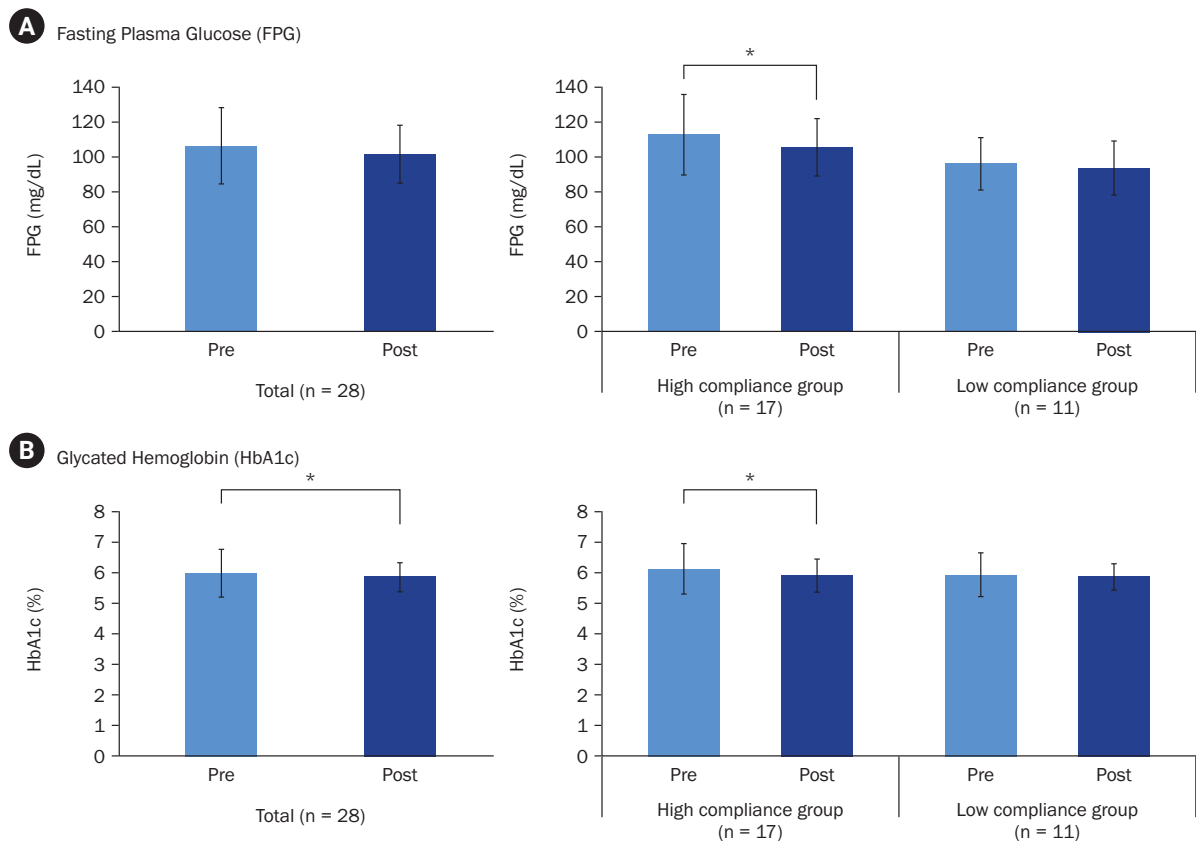 A Fasting Plasma Glucose (FPG)
FPG (mg/dL)
140
120
100
80
60
40
20
0
Pre Post
Total (n = 28)
*
FPG (mg/dL)
140
120
100
80
60
40
20
0
Pre Post Pre Post
High compliance group Low compliance group
(n = 17) (n = 11)
B Glycated Hemoglobin (HbA1c)
*
HbA1c (%)
8
7
6
5
4
3
2
1
0
Pre Post
Total (n = 28)
*
HbA1c (%)
8
7
6
5
4
3
2
1
0
Pre Post Pre Post
High compliance group Low compliance group
(n = 17) (n = 11)